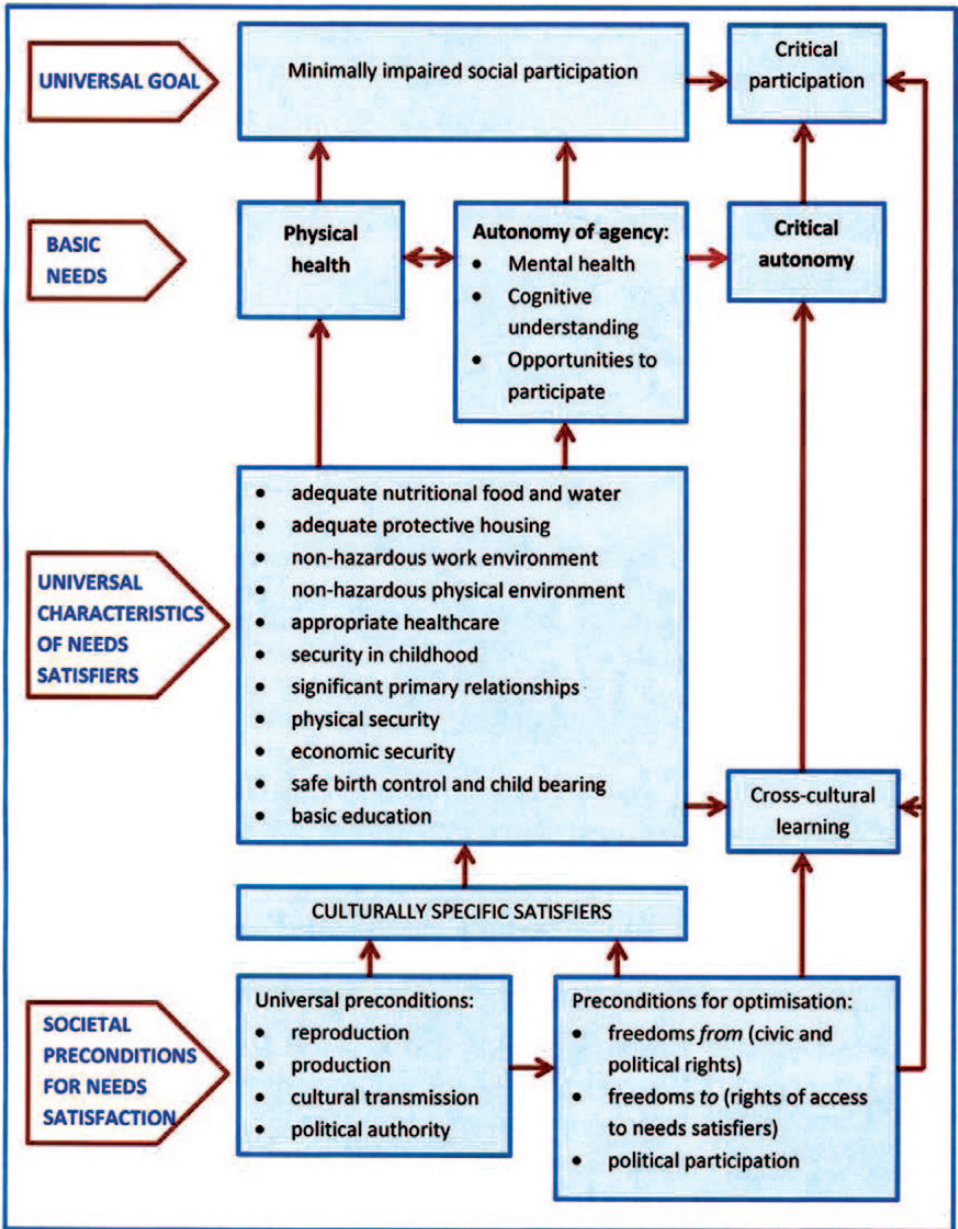 UNIVERSAL GOAL
Minimally impaired social participation
Critical
participation
BASIC
NEEDS
Physical
health
Autonomy of agency:
• Mental health
• Cognitive
understanding
• Opportunities to
participate
Critical
autonomy
UNIVERSAL
CHARACTERISTICS
OF NEEDS
SATISFIERS
• adequate nutritional food and water
• adequate protective housing
• non-hazardous work environment
• non-hazardous physical environment
• appropriate healthcare
• security in childhood
• significant primary relationships
• physical security
• economic security
• safe birth control and child bearing
• basic education
Cross-cultural
learning
CULTURALLY SPECIFIC SATISFIERS
SOCIETAL
PRECONDITIONS
FOR NEEDS
SATISFACTION
Universal preconditions:
• reproduction
• production
• cultural transmission
• political authority
Preconditions for optimisation:
• freedoms from (civic and
political rights)
• freedoms to (rights of access
to needs satisfiers)
• political participation